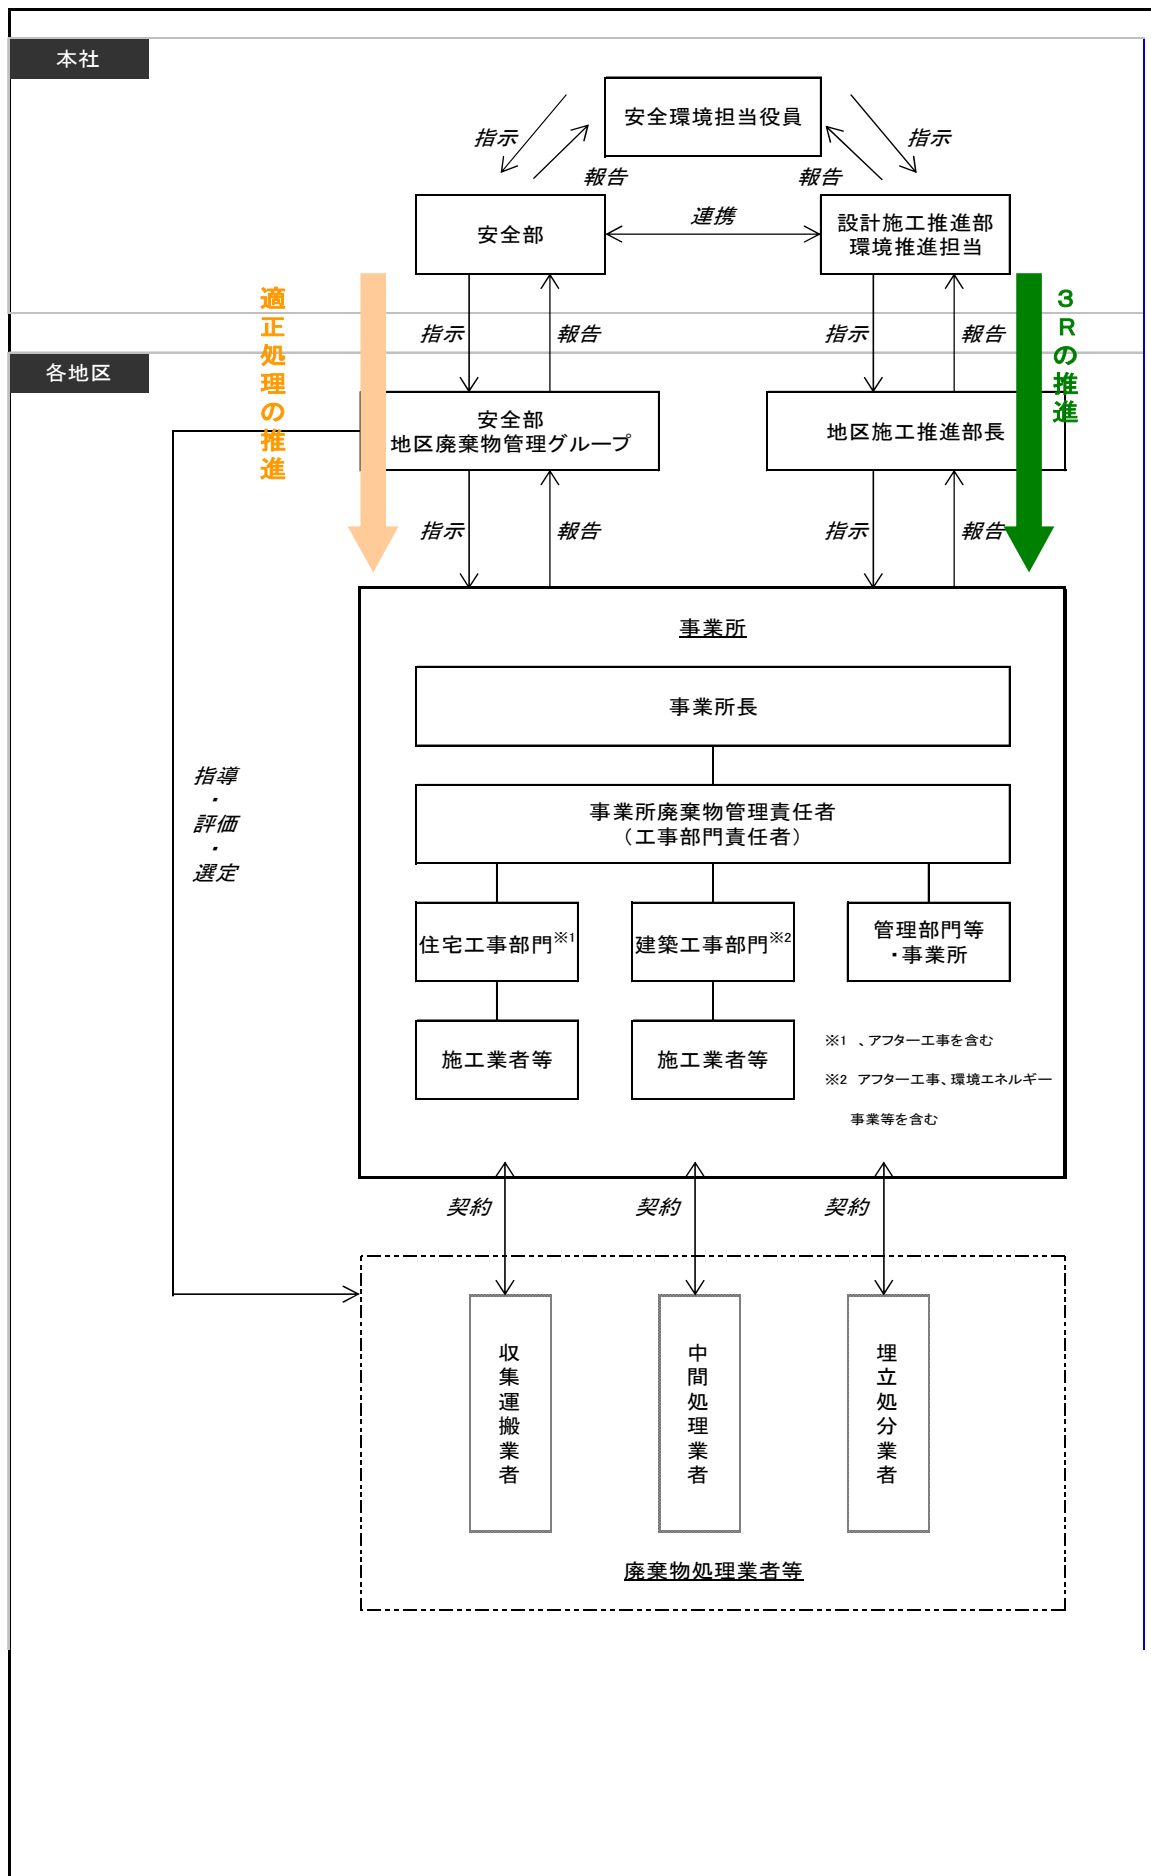 本社
安全環境担当役員
指示
報告
報告
指示
安全部
連携
設計施工推進部
環境推進担当
適正処理の推進
指示
報告
指示
報告
３Ｒの推進
各地区
安全部
地区廃棄物管理グループ
地区施工推進部長
指示
報告
指示
報告
事業所
事業所長
事業所廃棄物管理責任者
（工事部門責任者）
住宅工事部門※1
建築工事部門※2
管理部門等
・事業所
施工業者等
施工業者等
※1　、アフター工事を含む
※2　アフター工事、環境エネルギー
事業等を含む
指導
・
評価
・
選定
契約
契約
契約
収集運搬業者
中間処理業者
埋立処分業者
廃棄物処理業者等